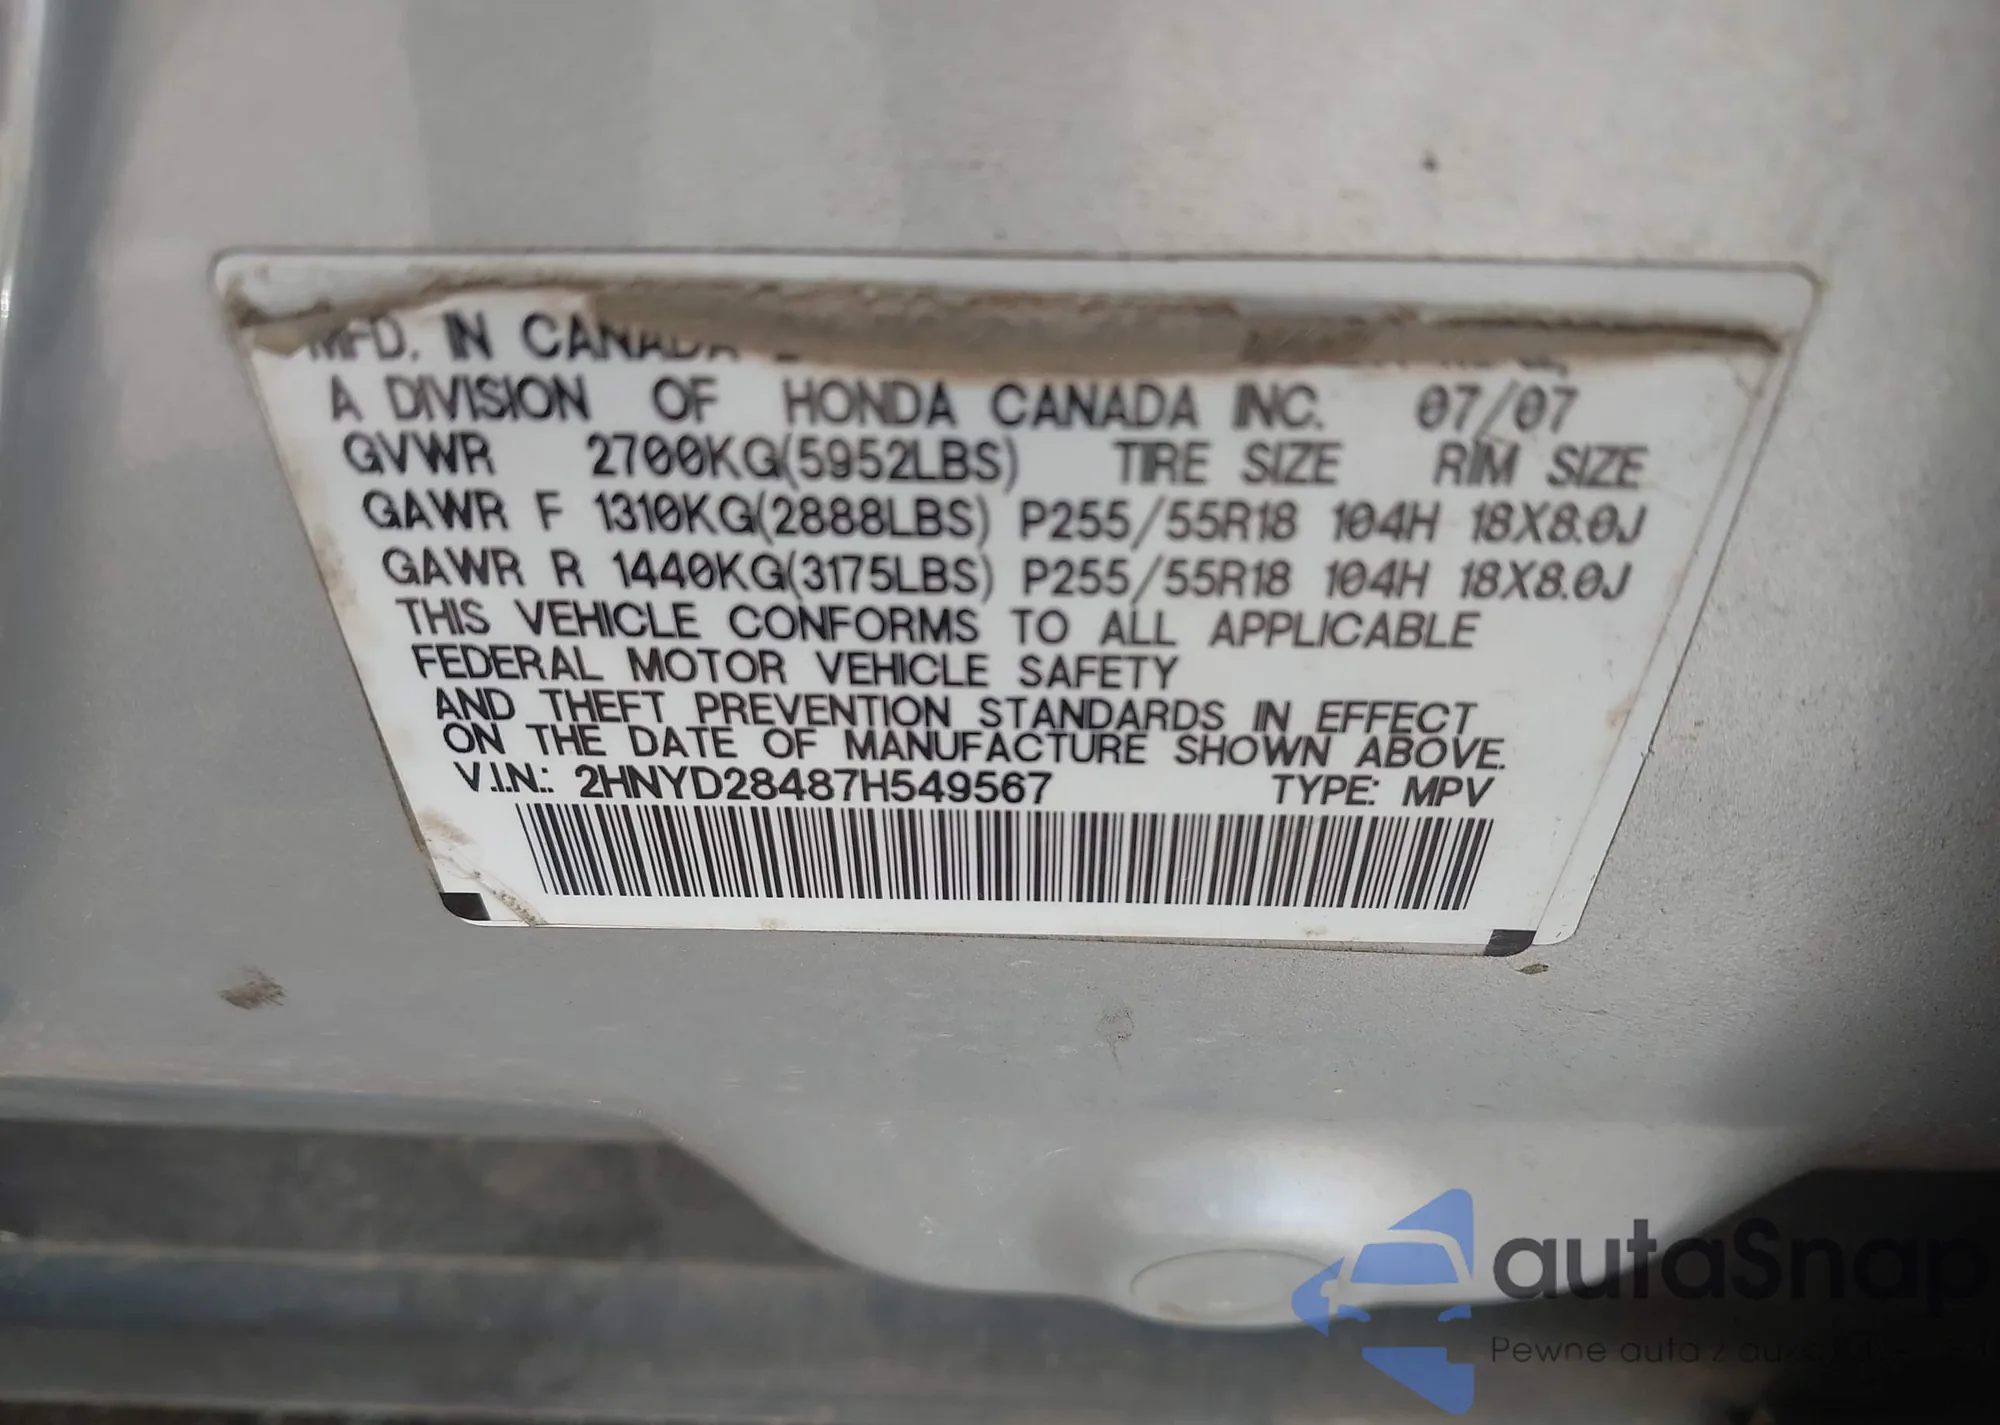 MFD. IN CANADA
A DIVISION OF HONDA CANADA INC. 07/07
GVWR 2700KG(5952LBS) TIRE SIZE RIM SIZE
GAWR F 1310KG(2888LBS) P255/55R18 104H 18X8.0J
GAWR R 1440KG(3175LBS) P255/55R18 104H 18X8.0J
THIS VEHICLE CONFORMS TO ALL APPLICABLE
FEDERAL MOTOR VEHICLE SAFETY
AND THEFT PREVENTION STANDARDS IN EFFECT
ON THE DATE OF MANUFACTURE SHOWN ABOVE.
V.I.N.: 2HNYD28487H549567 TYPE: MPV
autaSnap
Pewne auta z